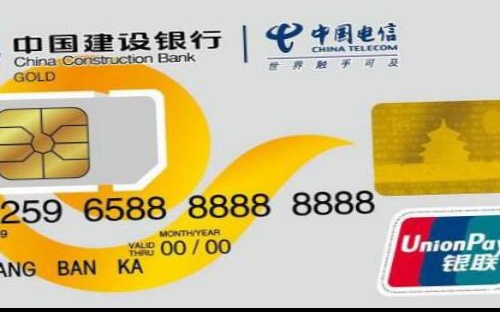 中国建设银行
China Construction Bank
GOLD
中国电信
CHINA TELECOM
世界触手可及
259 6588 8888 8888
9
MONTH/YEAR
VALID THRU 00/00
ANG BAN KA
UnionPay
银联